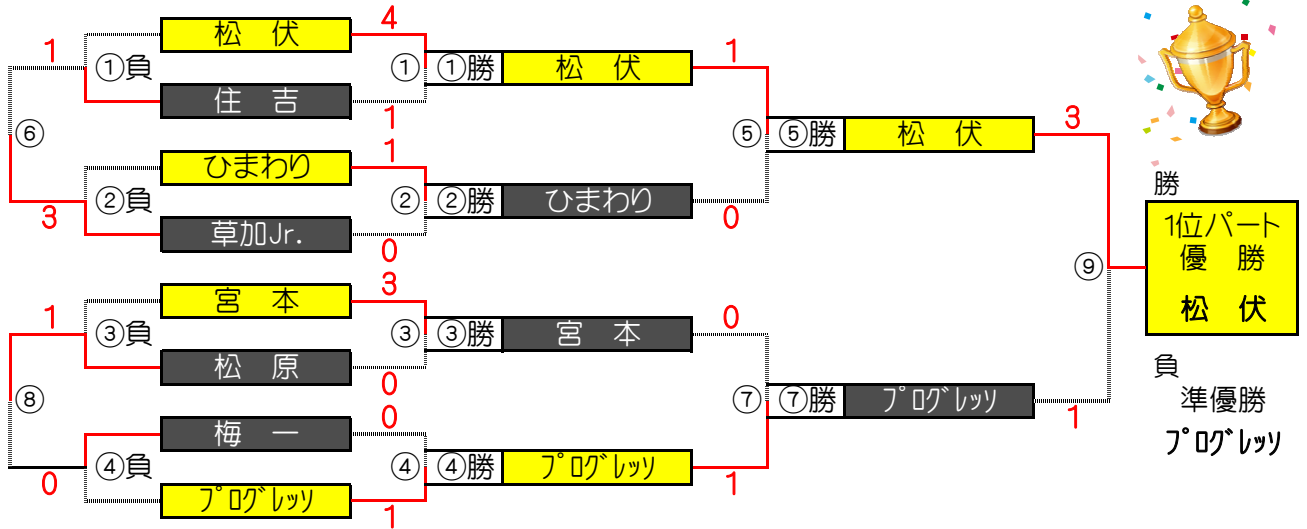 4
松 伏
1
①負
①
①勝
松 伏
1
住 吉
1
⑥
⑤
⑤勝
松 伏
3
1
ひまわり
②負
②
②勝
ひまわり
3
0
草加Jr.
0
勝
1位パート
優 勝
松 伏
⑨
3
宮 本
1
③負
③
③勝
宮 本
0
松 原
0
⑧
⑦
⑦勝
プログレッソ
1
0
梅 一
④負
④
④勝
プログレッソ
0
1
プログレッソ
1
負
準優勝
プログレッソ